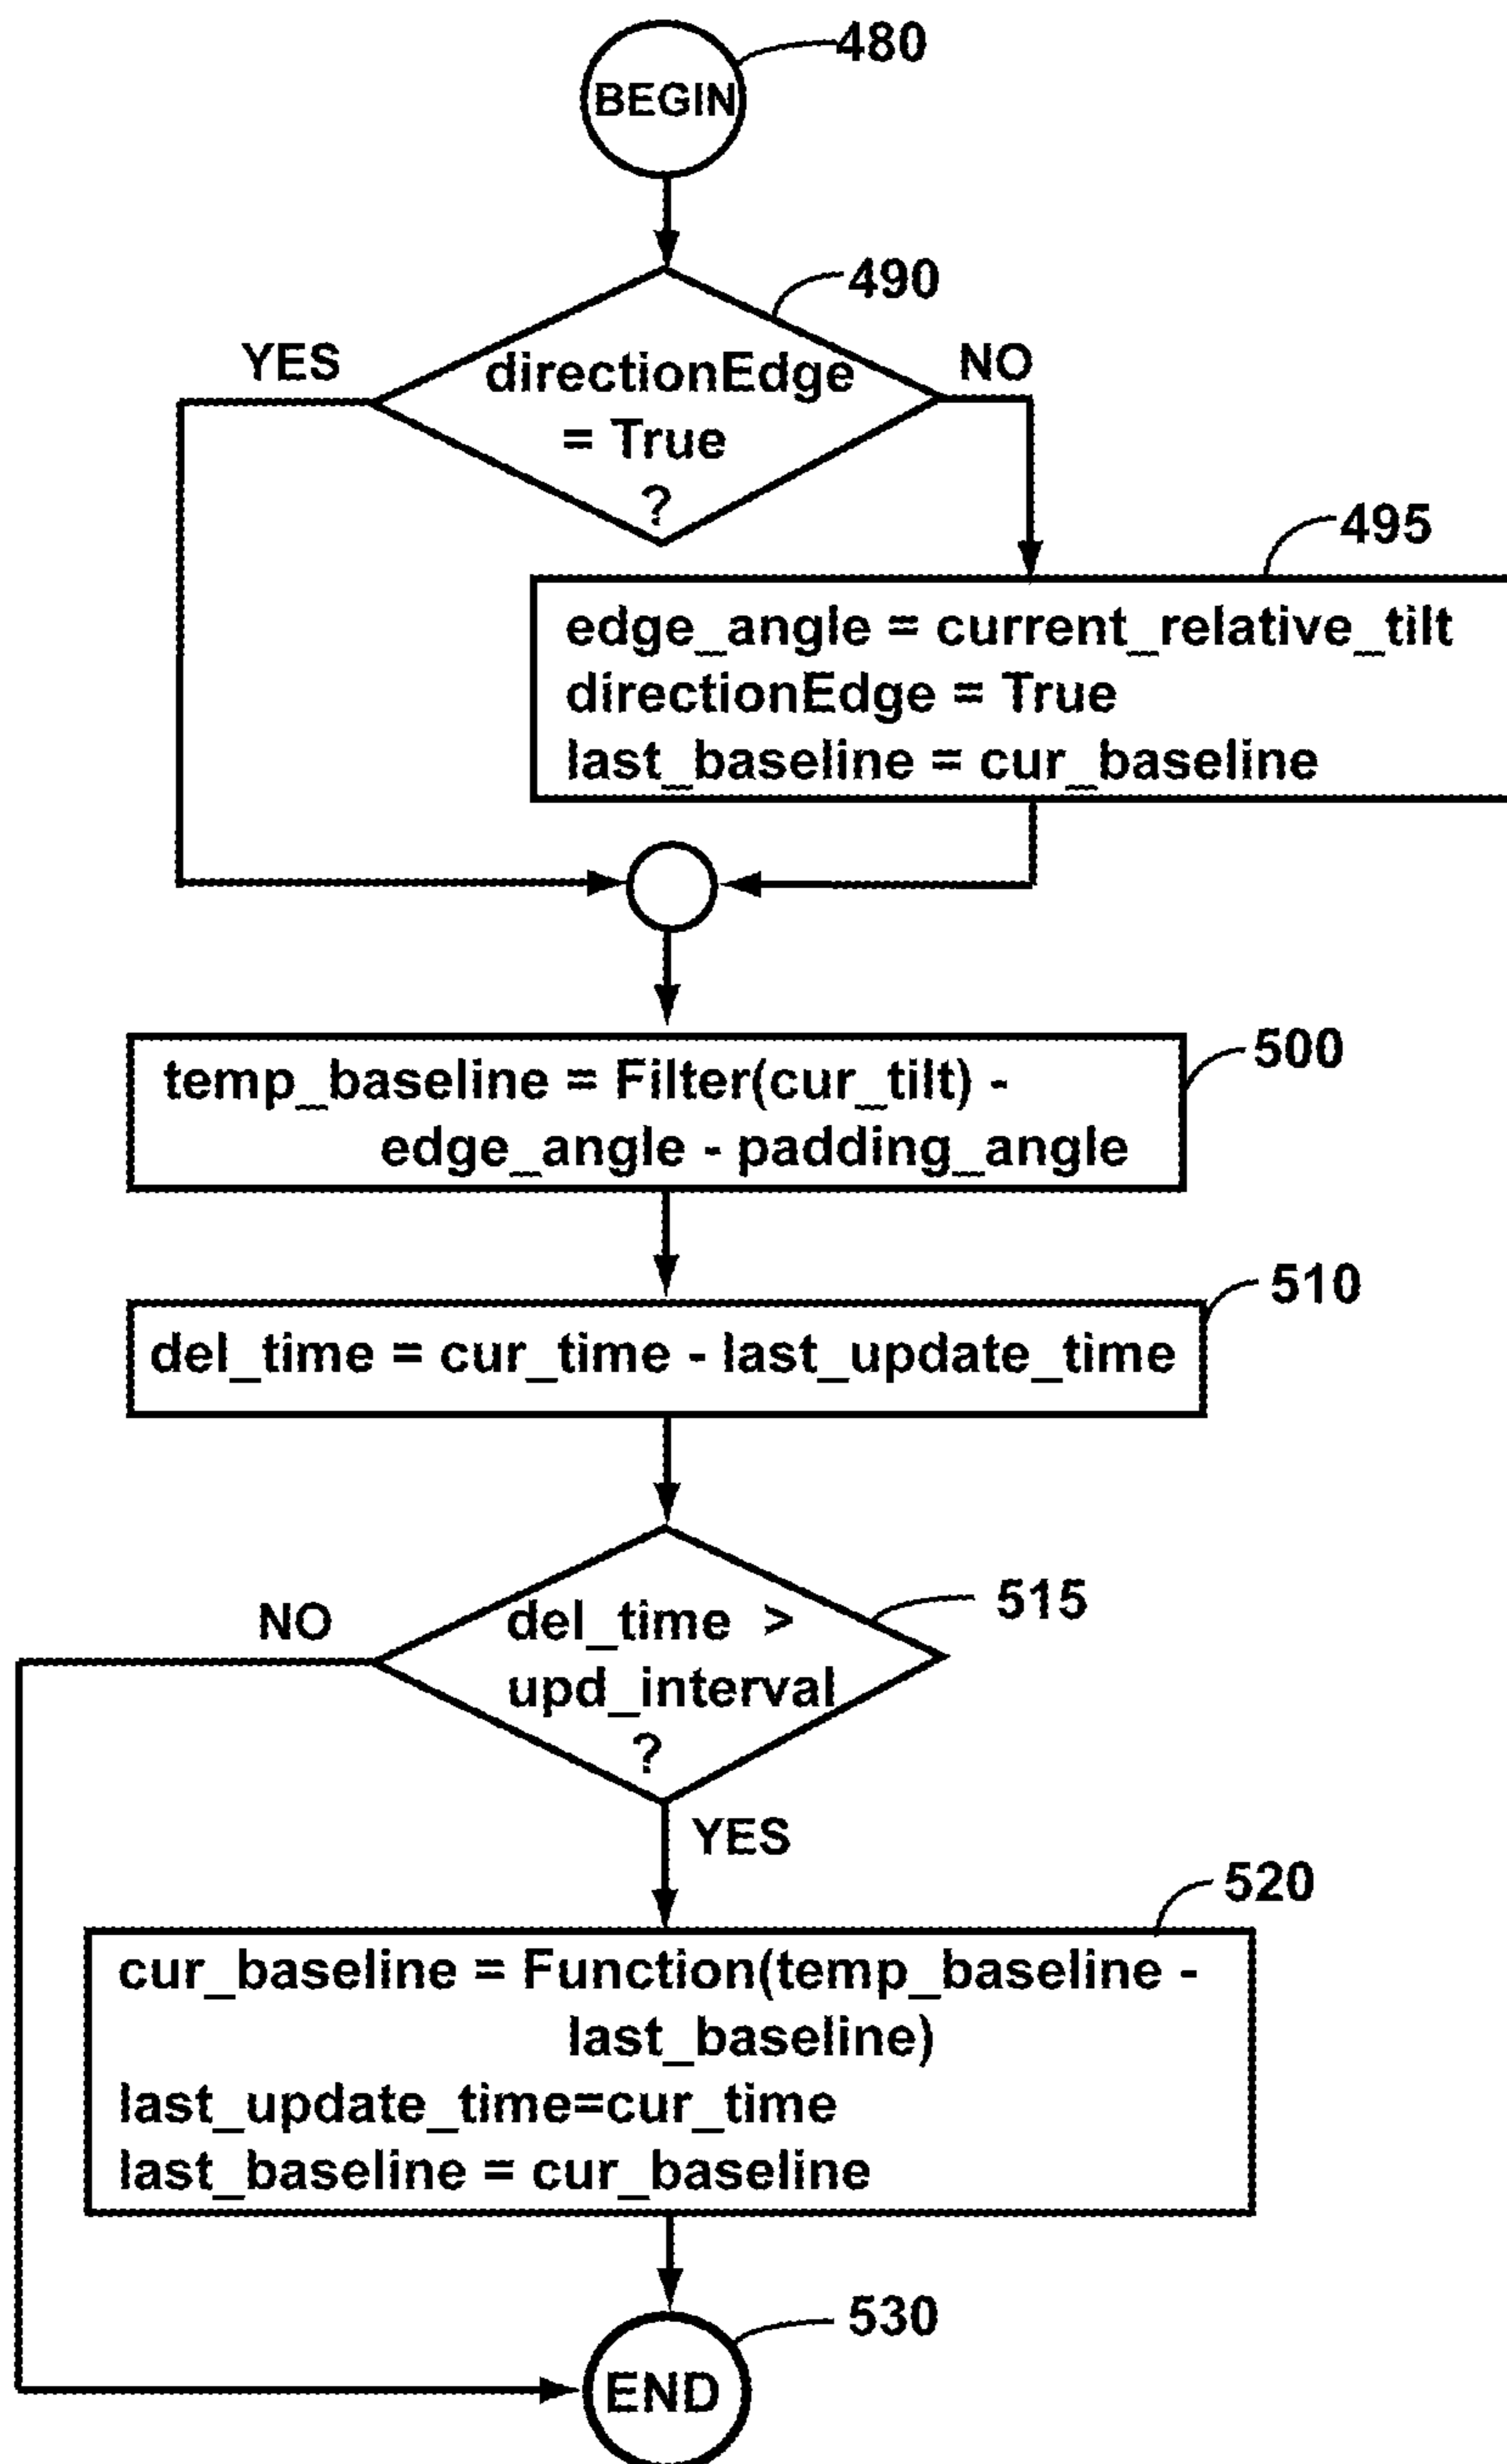 480
BEGIN
490
YES
NO
directionEdge
= True
?
495
edge_angle = current_relative_tilt
directionEdge = True
last_baseline = cur_baseline
500
temp_baseline = Filter(cur_tilt) -
edge_angle - padding_angle
510
del_time = cur_time - last_update_time
515
NO
del_time >
upd_interval
?
YES
520
cur_baseline = Function(temp_baseline -
last_baseline)
last_update_time=cur_time
last_baseline = cur_baseline
530
END